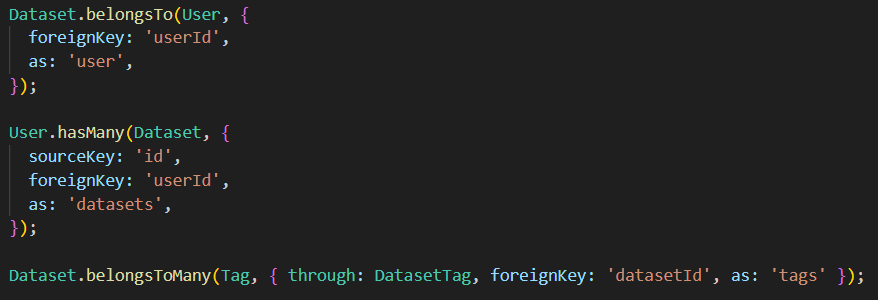 Dataset.belongsTo(User, {
  foreignKey: 'userId',
  as: 'user',
});
User.hasMany(Dataset, {
  sourceKey: 'id',
  foreignKey: 'userId',
  as: 'datasets',
});
Dataset.belongsToMany(Tag, { through: DatasetTag, foreignKey: 'datasetId', as: 'tags' });